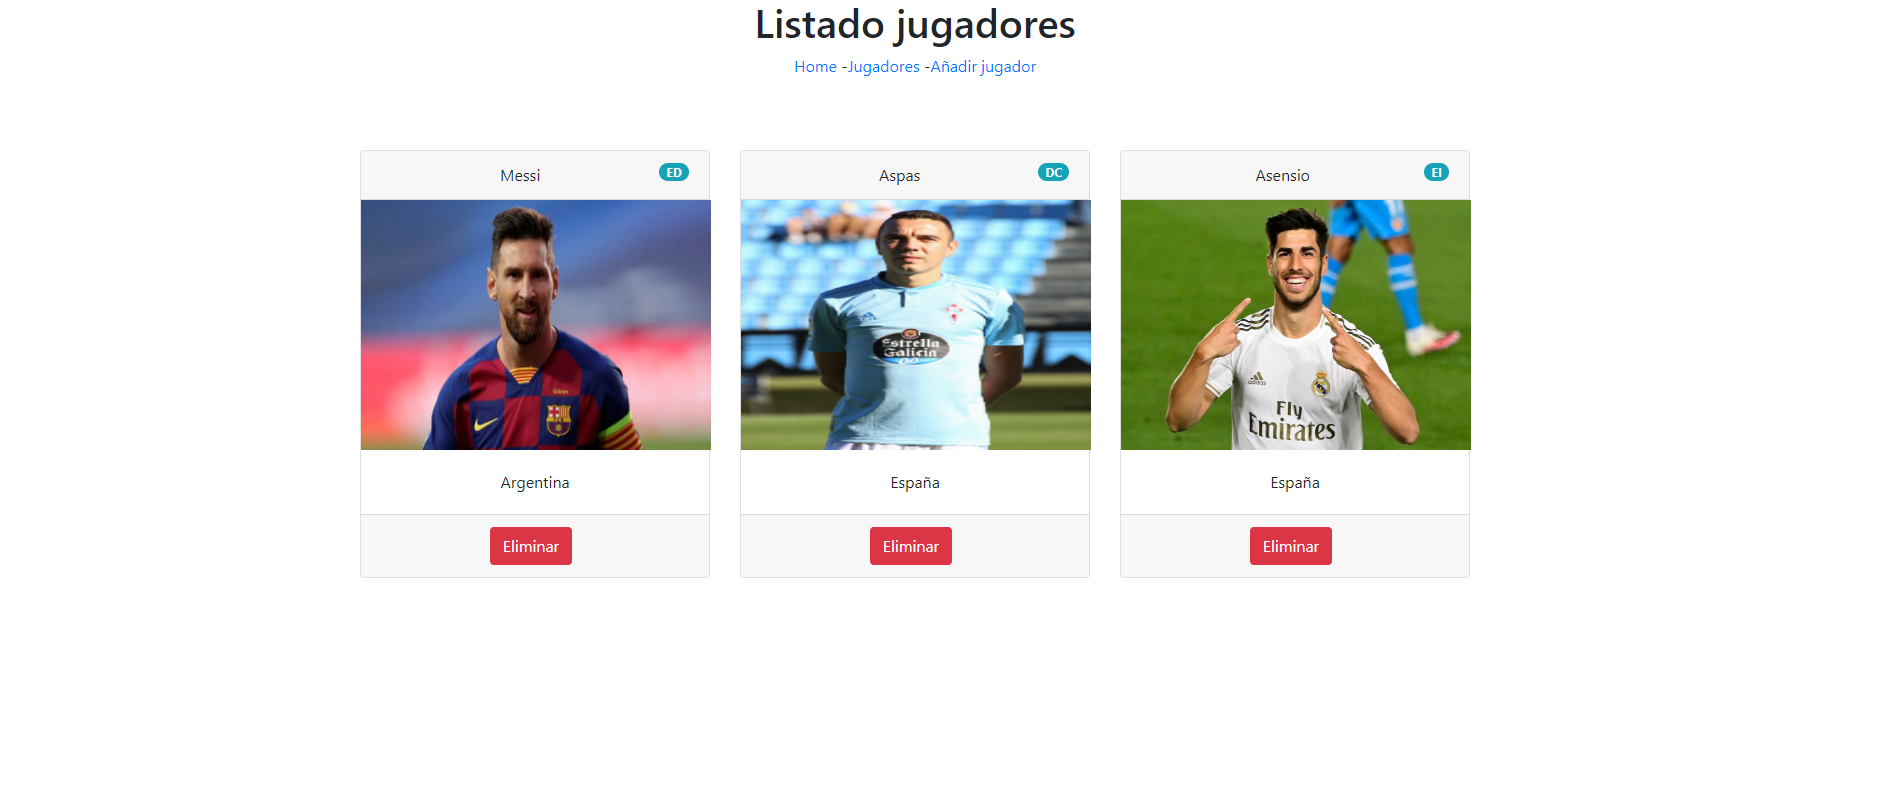 Listado jugadores
Home -Jugadores -Añadir jugador
Messi ED
Aspas DC
Asensio EI
Estrella
Galicia
adidas
Fly
Emirates
Argentina
España
España
Eliminar
Eliminar
Eliminar